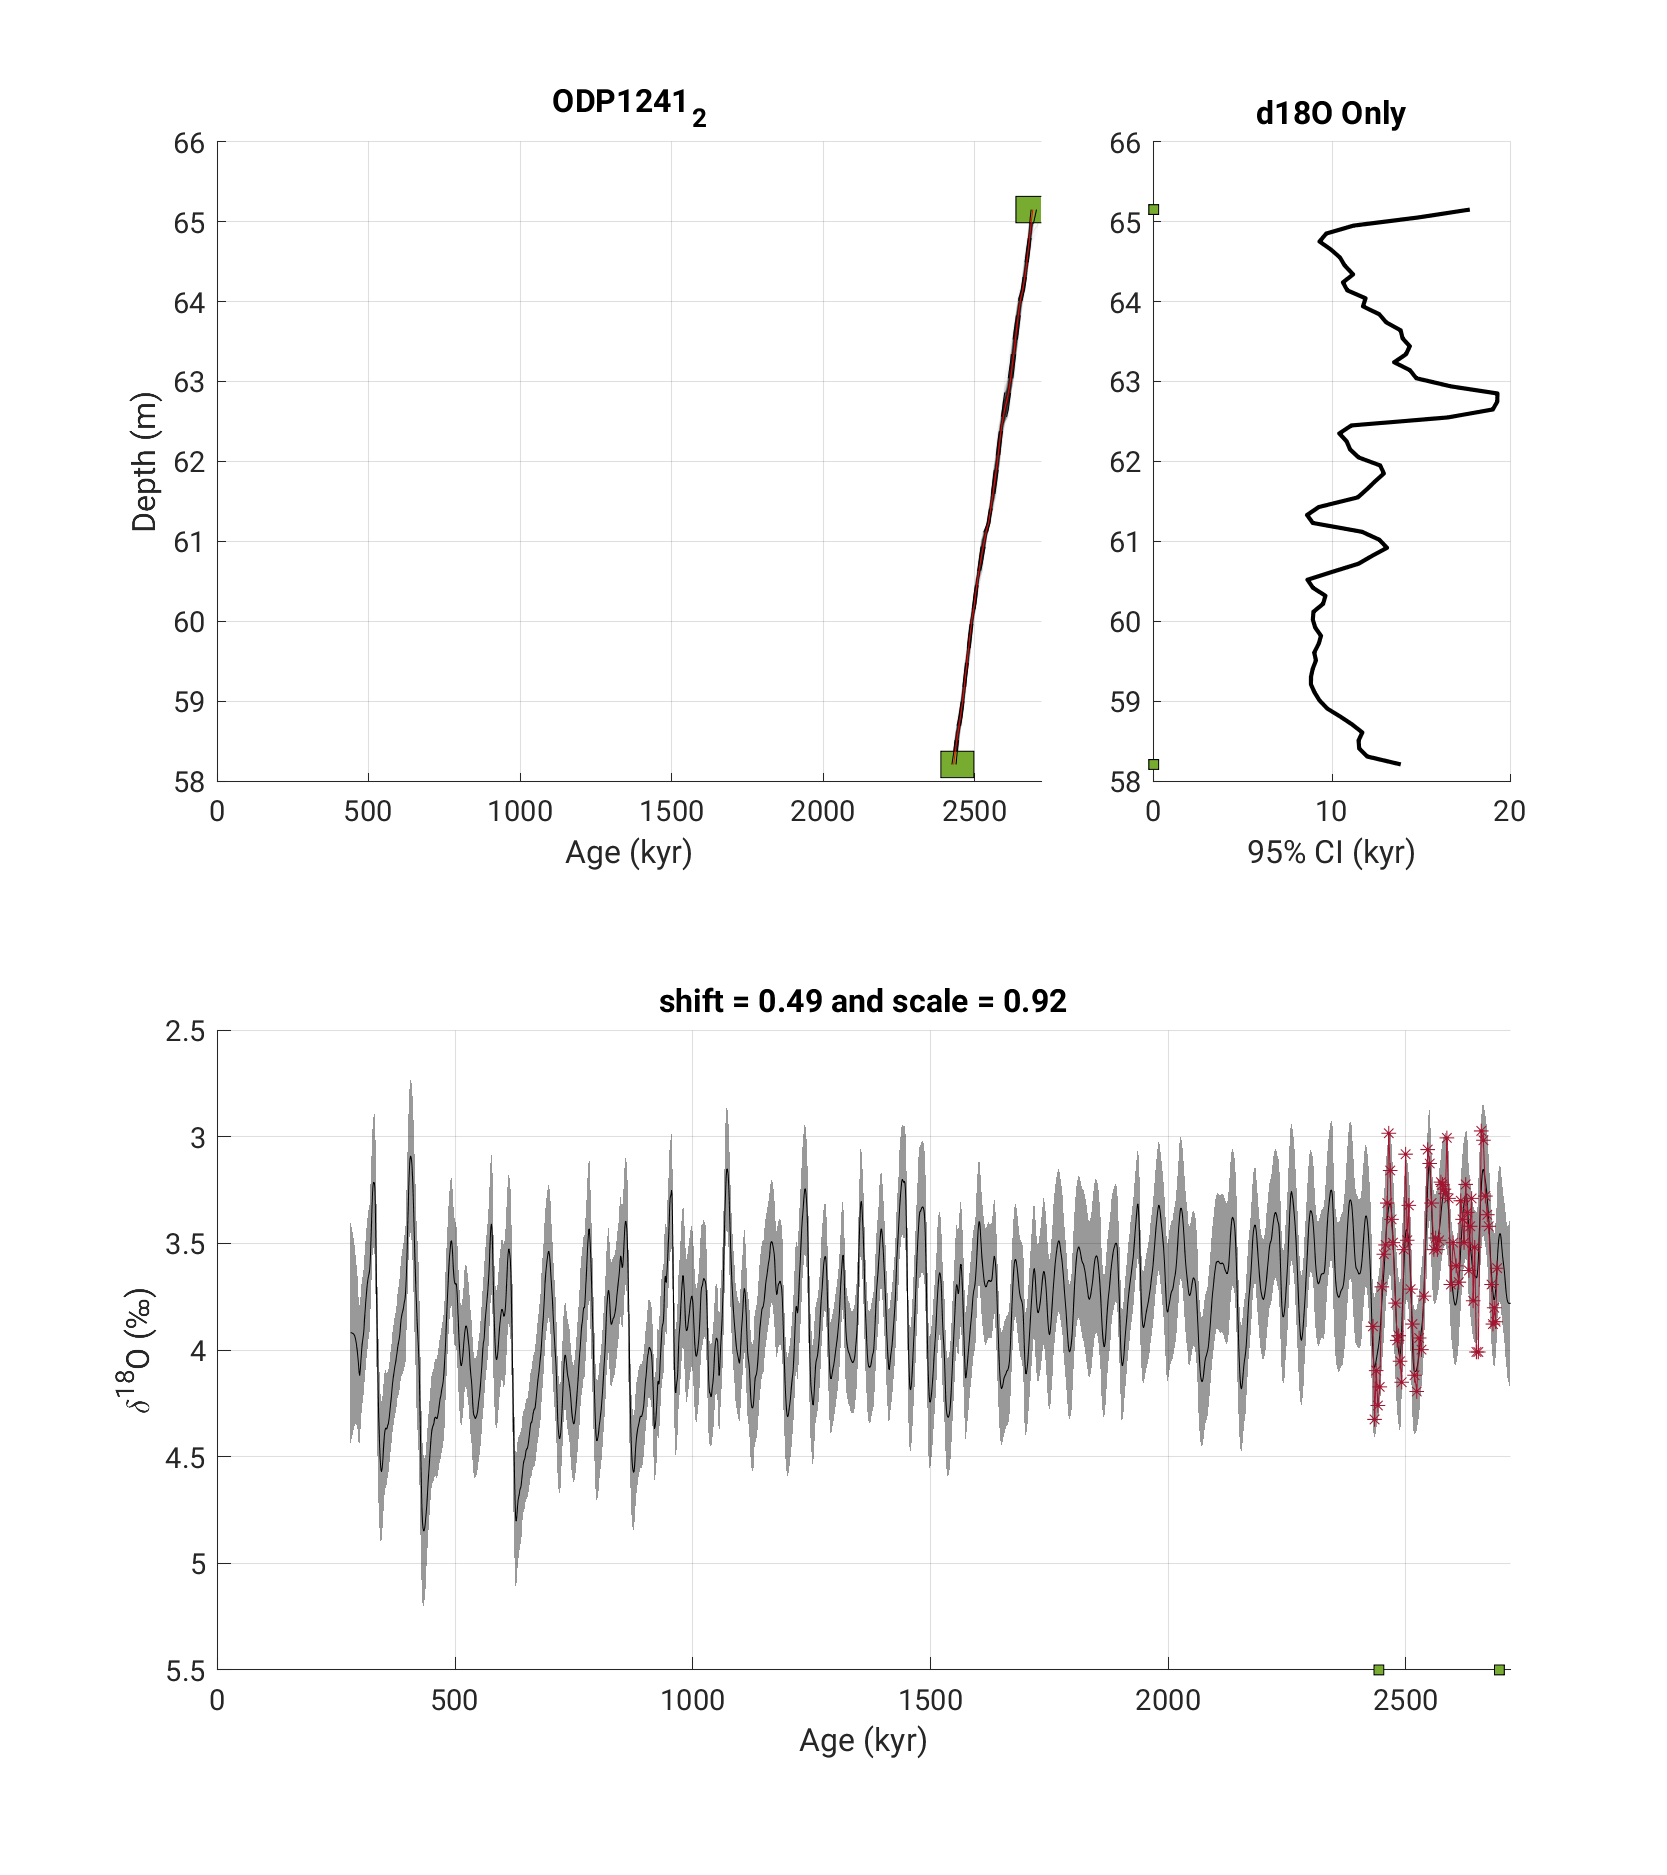 ODP1241₂
66
65
64
63
62
61
60
59
58
Depth (m)
0 500 1000 1500 2000 2500
Age (kyr)
d18O Only
66
65
64
63
62
61
60
59
58
0 10 20
95% CI (kyr)
shift = 0.49 and scale = 0.92
2.5
3
3.5
4
4.5
5
5.5
δ¹⁸O (‰)
0 500 1000 1500 2000 2500
Age (kyr)